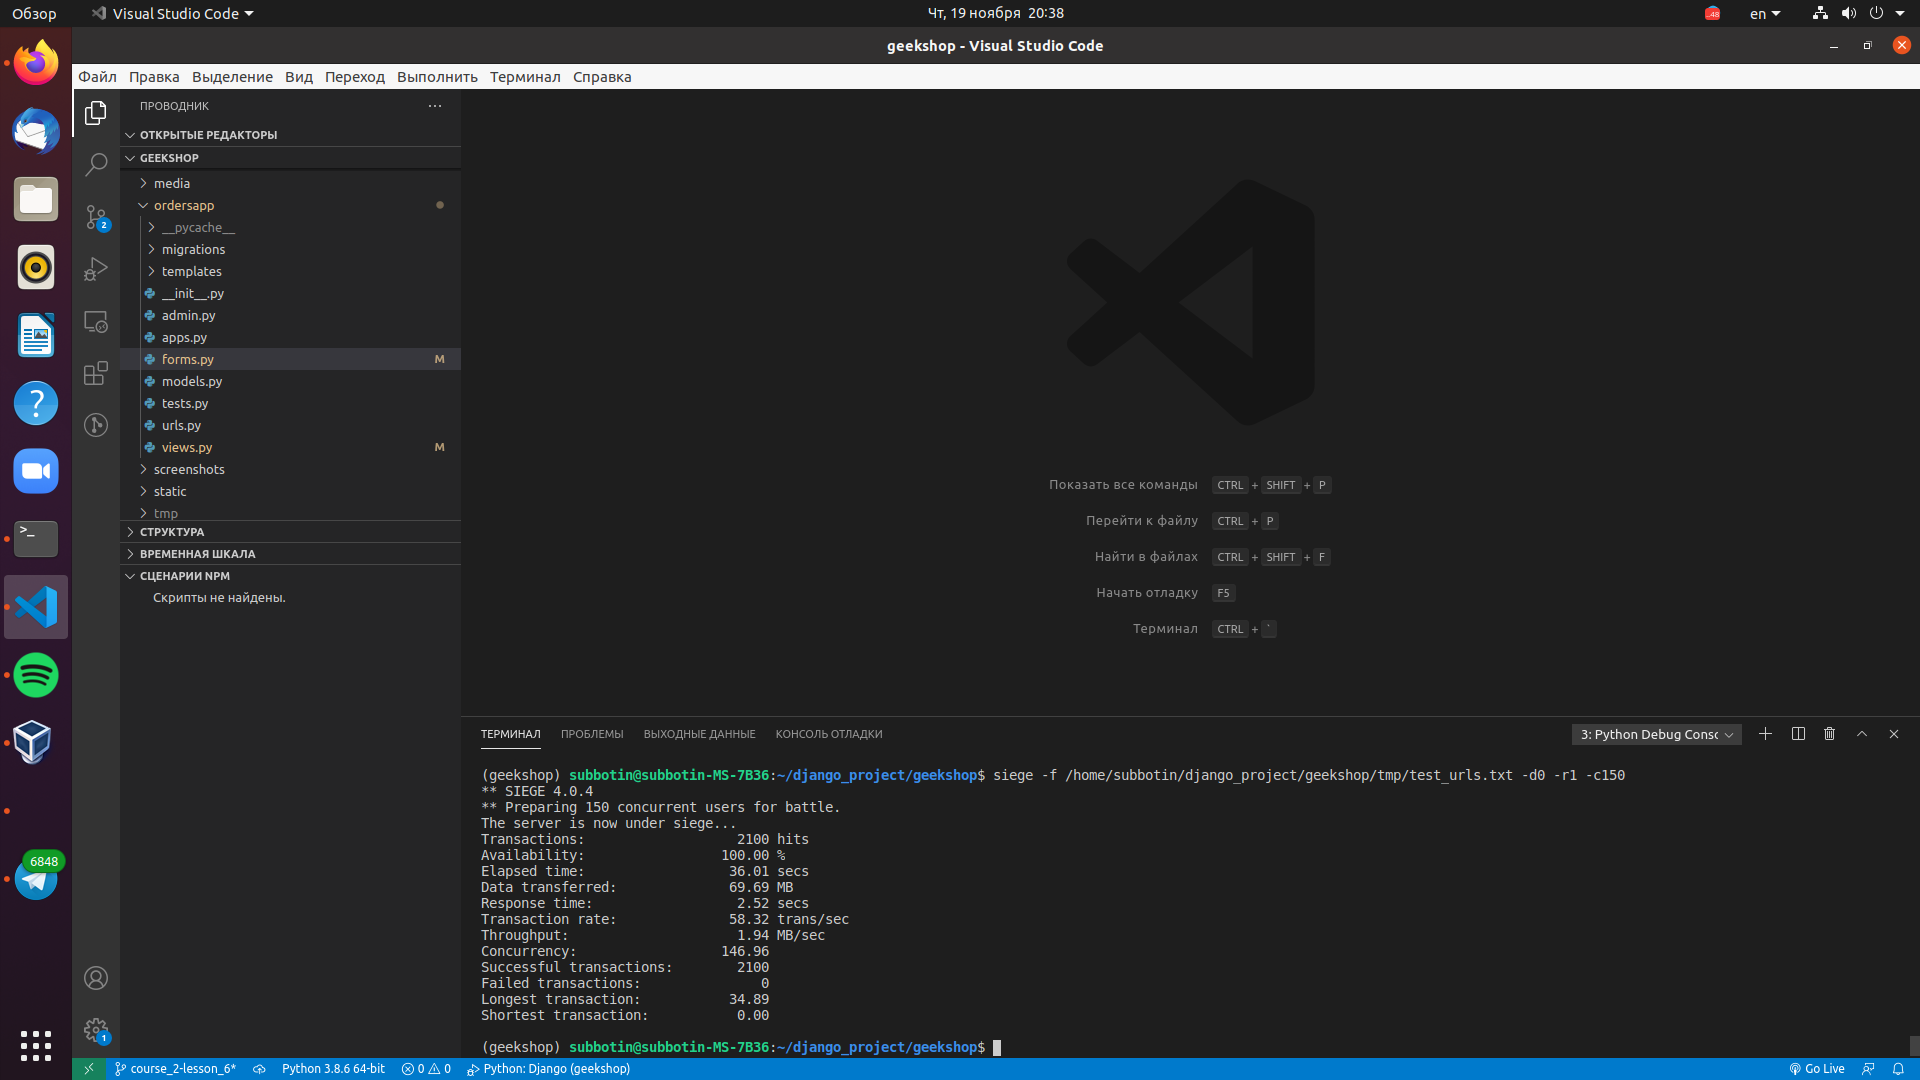 Обзор
Visual Studio Code
Чт, 19 ноября 20:38
en
geekshop - Visual Studio Code
Файл Правка Выделение Вид Переход Выполнить Терминал Справка
ПРОВОДНИК
ОТКРЫТЫЕ РЕДАКТОРЫ
GEEKSHOP
media
ordersapp
__pycache__
migrations
templates
__init__.py
admin.py
apps.py
forms.py M
models.py
tests.py
urls.py
views.py M
screenshots
static
tmp
СТРУКТУРА
ВРЕМЕННАЯ ШКАЛА
СЦЕНАРИИ NPM
Скрипты не найдены.
2
1
6848
Показать все команды CTRL + SHIFT + P
Перейти к файлу CTRL + P
Найти в файлах CTRL + SHIFT + F
Начать отладку F5
Терминал CTRL + `
ТЕРМИНАЛ ПРОБЛЕМЫ ВЫХОДНЫЕ ДАННЫЕ КОНСОЛЬ ОТЛАДКИ
3: Python Debug Consc
(geekshop) subbotin@subbotin-MS-7B36:~/django_project/geekshop$ siege -f /home/subbotin/django_project/geekshop/tmp/test_urls.txt -d0 -r1 -c150
** SIEGE 4.0.4
** Preparing 150 concurrent users for battle.
The server is now under siege...
Transactions: 2100 hits
Availability: 100.00 %
Elapsed time: 36.01 secs
Data transferred: 69.69 MB
Response time: 2.52 secs
Transaction rate: 58.32 trans/sec
Throughput: 1.94 MB/sec
Concurrency: 146.96
Successful transactions: 2100
Failed transactions: 0
Longest transaction: 34.89
Shortest transaction: 0.00
(geekshop) subbotin@subbotin-MS-7B36:~/django_project/geekshop$
course_2-lesson_6* Python 3.8.6 64-bit 0 0 Python: Django (geekshop)
Go Live